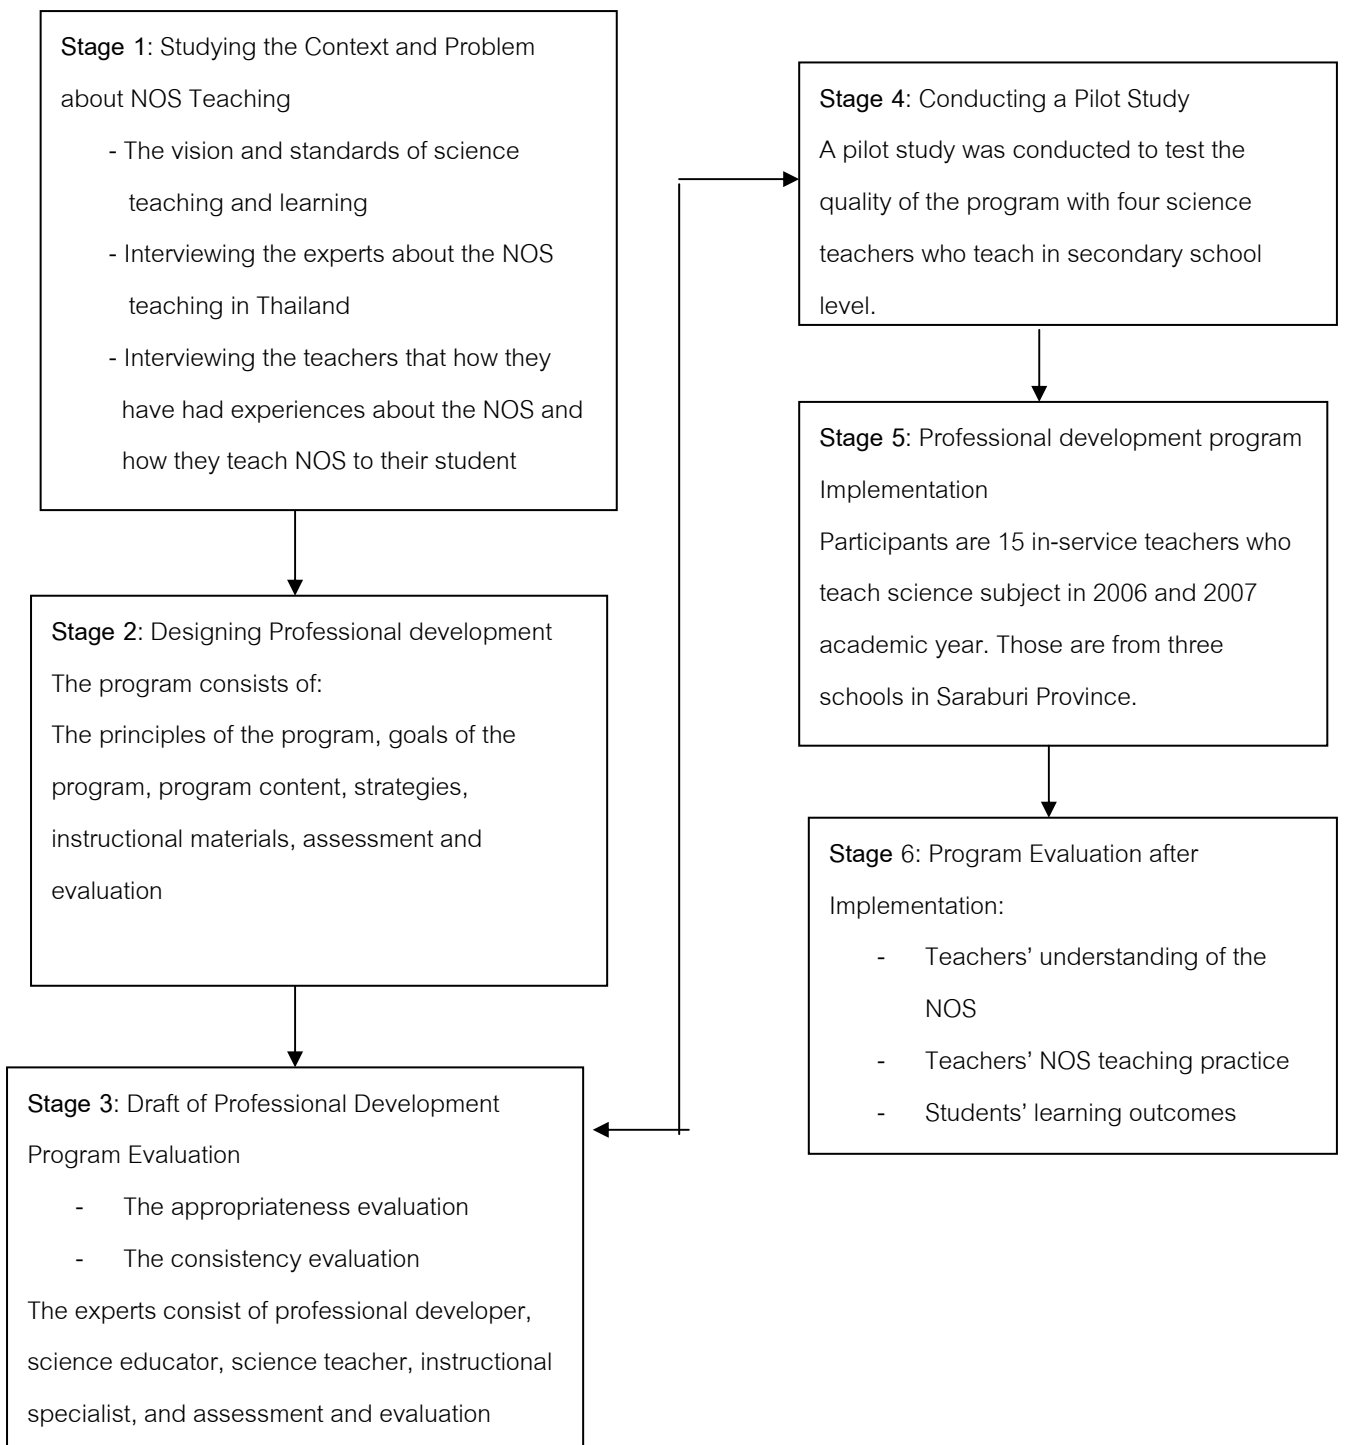 Stage 1: Studying the Context and Problem
about NOS Teaching
- The vision and standards of science
teaching and learning
- Interviewing the experts about the NOS
teaching in Thailand
- Interviewing the teachers that how they
have had experiences about the NOS and
how they teach NOS to their student
Stage 2: Designing Professional development
The program consists of:
The principles of the program, goals of the
program, program content, strategies,
instructional materials, assessment and
evaluation
Stage 3: Draft of Professional Development
Program Evaluation
- The appropriateness evaluation
- The consistency evaluation
The experts consist of professional developer,
science educator, science teacher, instructional
specialist, and assessment and evaluation
Stage 4: Conducting a Pilot Study
A pilot study was conducted to test the
quality of the program with four science
teachers who teach in secondary school
level.
Stage 5: Professional development program
Implementation
Participants are 15 in-service teachers who
teach science subject in 2006 and 2007
academic year. Those are from three
schools in Saraburi Province.
Stage 6: Program Evaluation after
Implementation:
- Teachers’ understanding of the
NOS
- Teachers’ NOS teaching practice
- Students’ learning outcomes